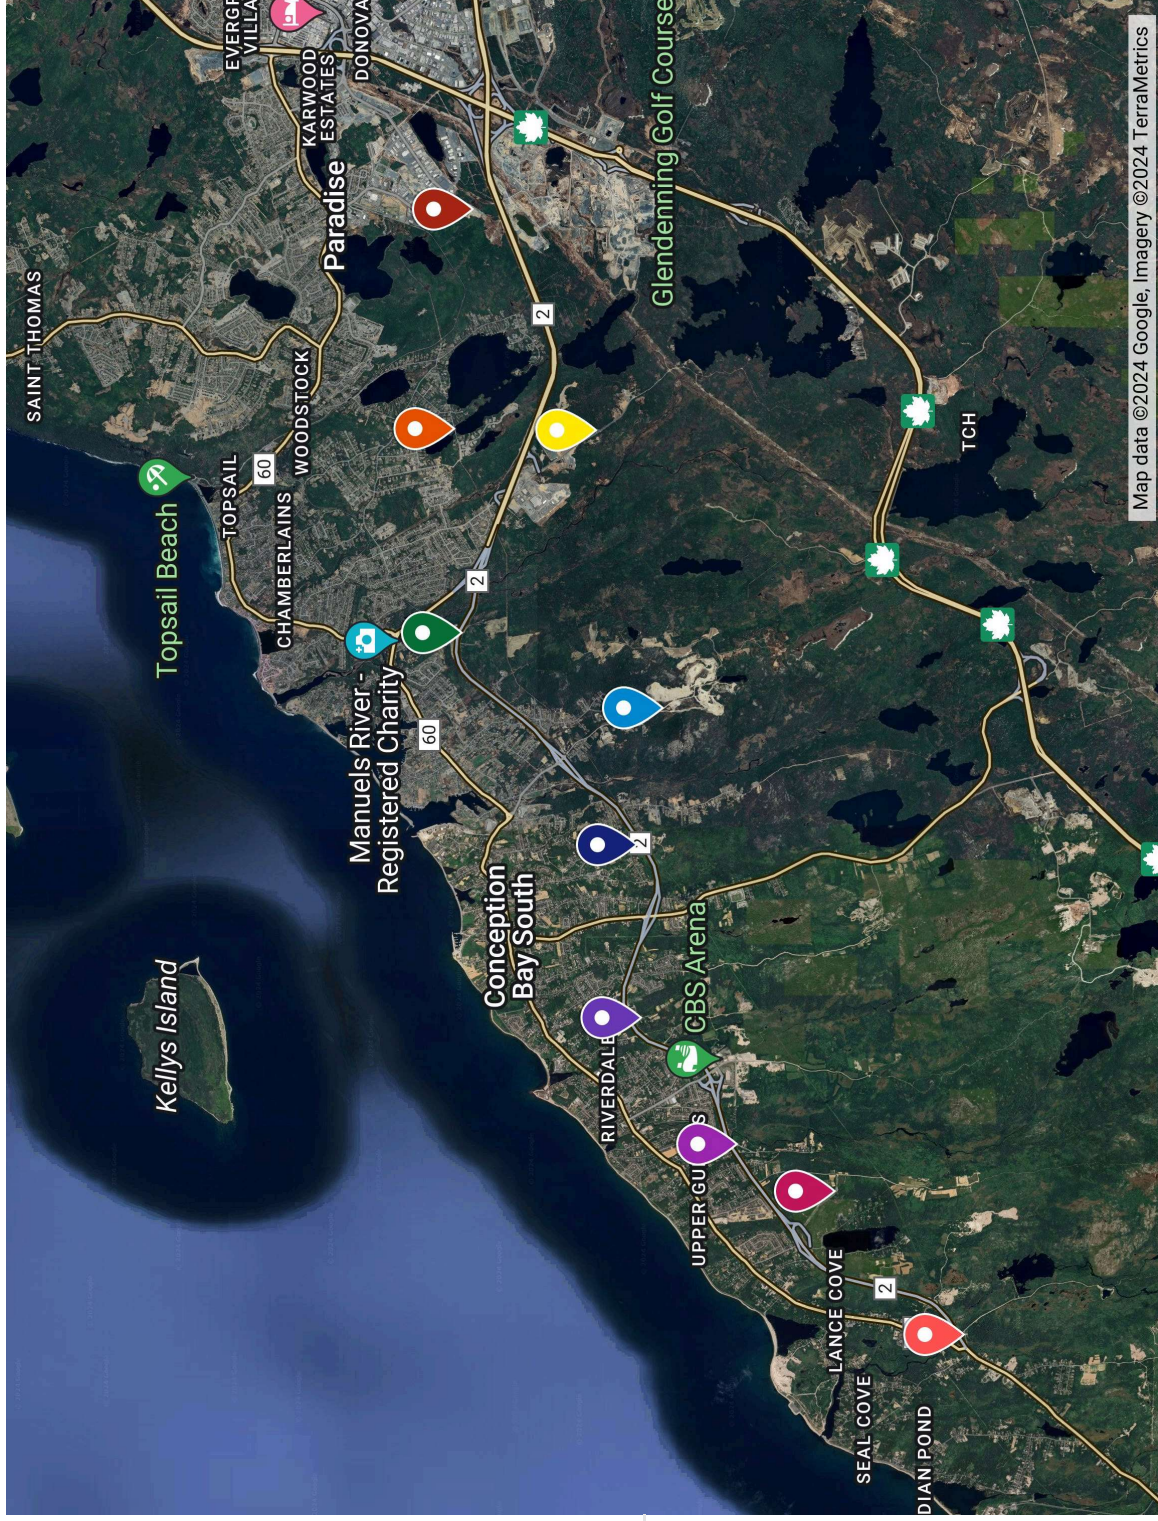 SAINT THOMAS
EVERGR
VILLA
KARWOOD
ESTATES
DONOVA
Paradise
Glendenning Golf Course
2
WOODSTOCK
60
TOPSAIL
Topsail Beach
CHAMBERLAINS
2
TCH
Manuels River -
Registered Charity
60
2
Conception
Bay South
CBS Arena
Kellys Island
RIVERDALE
UPPER GU
S
LANCE COVE
2
SEAL COVE
DIAN POND
Map data ©2024 Google, Imagery ©2024 TerraMetrics